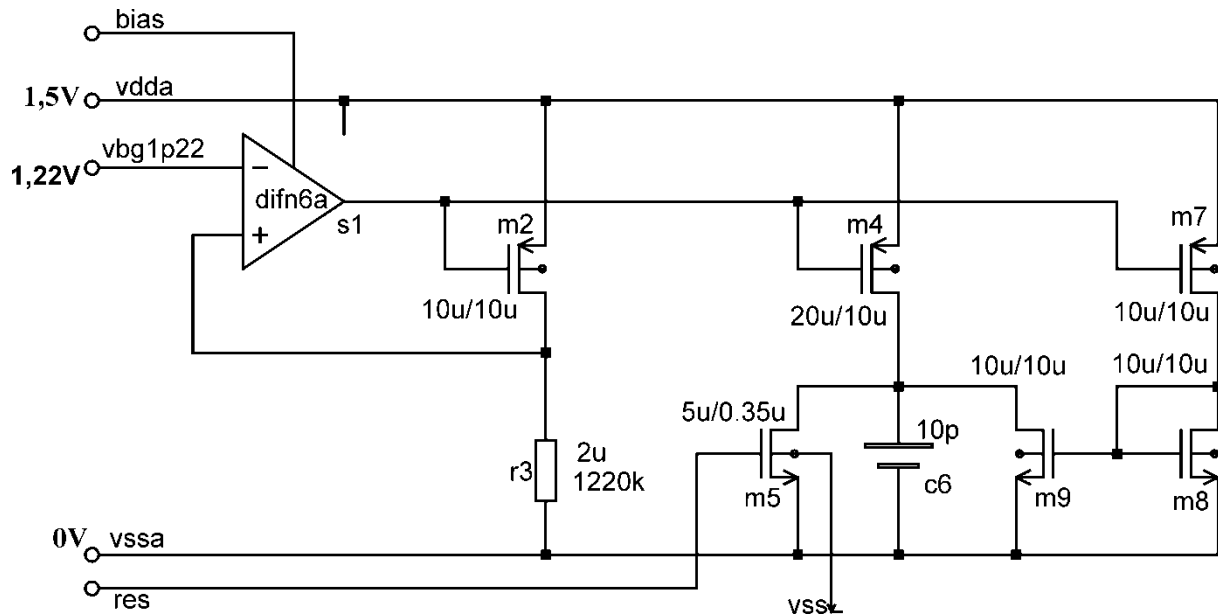 bias
1,5V vdda
vbg1p22
1,22V
difn6a
s1
m2
m4
m7
10u/10u
20u/10u
10u/10u
10u/10u
10u/10u
5u/0.35u
10p
r3
2u
1220k
m5
c6
m9
m8
0V vssa
res
vss